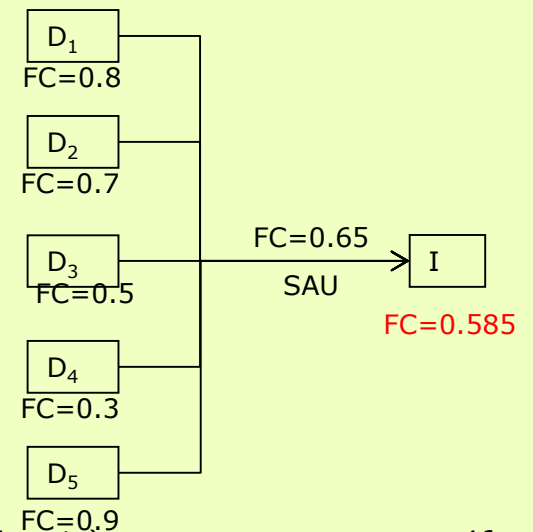 D₁
FC=0.8
D₂
FC=0.7
D₃
FC=0.5
D₄
FC=0.3
D₅
FC=0.9
FC=0.65
SAU
I
FC=0.585